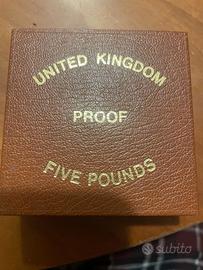 UNITED KINGDOM
PROOF
FIVE POUNDS
subito